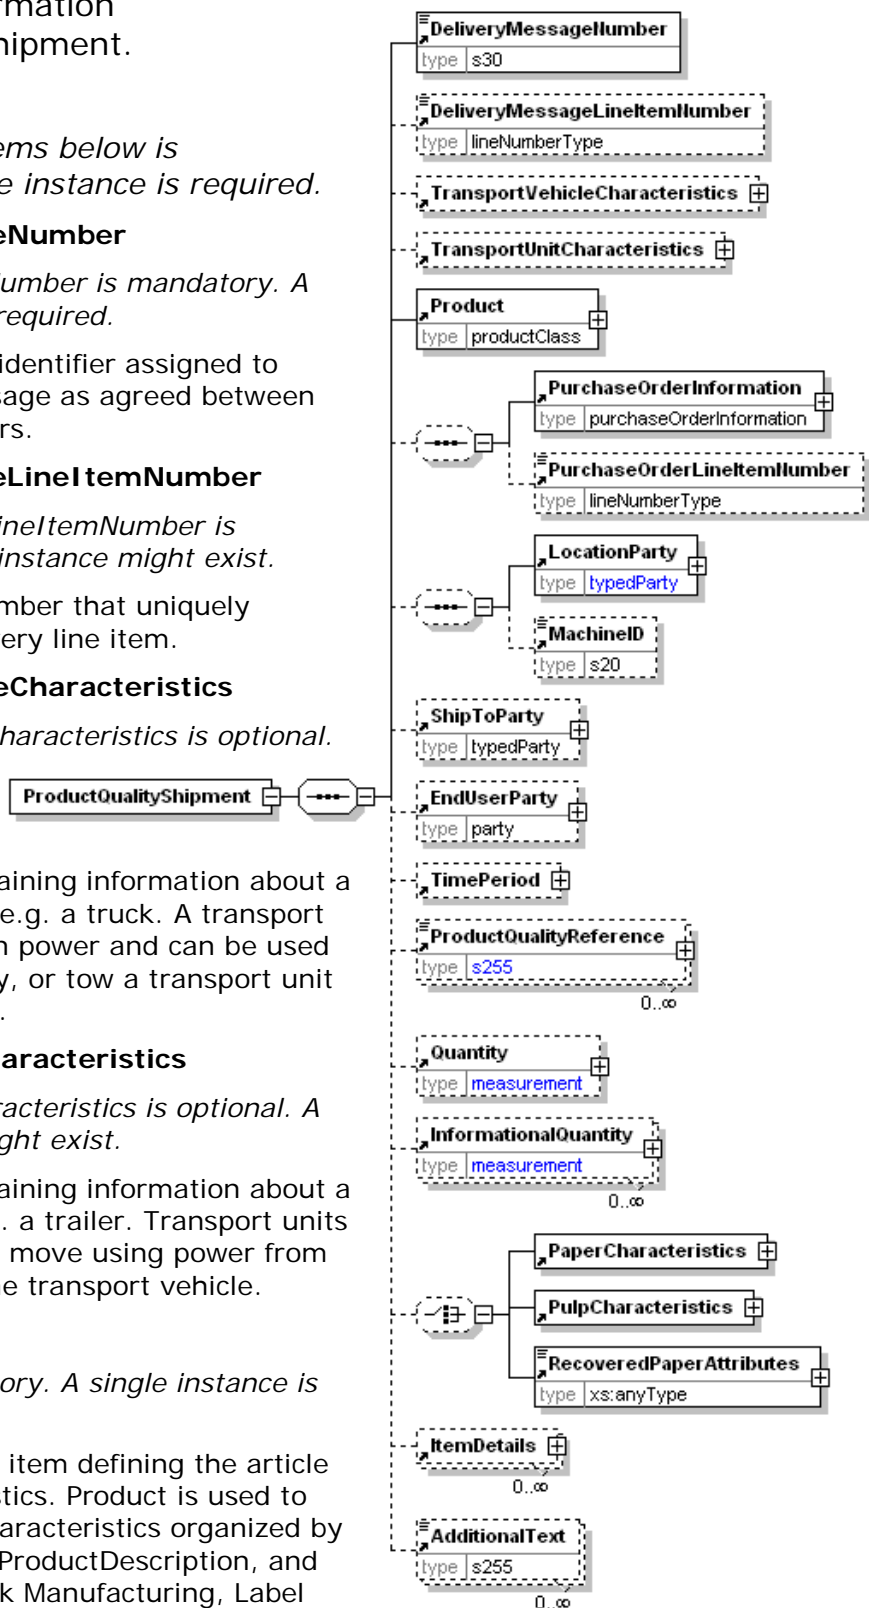 rmation
hipment.
ems below is
e instance is required.
eNumber
Number is mandatory. A
required.
identifier assigned to
sage as agreed between
rs.
eLineItemNumber
ineItemNumber is
instance might exist.
mber that uniquely
very line item.
eCharacteristics
haracteristics is optional.
aining information about a
e.g. a truck. A transport
n power and can be used
y, or tow a transport unit
.
aracteristics
racteristics is optional. A
ght exist.
aining information about a
. a trailer. Transport units
move using power from
he transport vehicle.
ory. A single instance is
item defining the article
stics. Product is used to
aracteristics organized by
ProductDescription, and
k Manufacturing, Label
ProductQualityShipment
DeliveryMessageNumber
type s30
DeliveryMessageLineItemNumber
type lineNumberType
TransportVehicleCharacteristics
TransportUnitCharacteristics
Product
type productClass
PurchaseOrderInformation
type purchaseOrderInformation
PurchaseOrderLineItemNumber
type lineNumberType
LocationParty
type typedParty
MachineID
type s20
ShipToParty
type typedParty
EndUserParty
type party
TimePeriod
ProductQualityReference
type s255
0..∞
Quantity
type measurement
InformationalQuantity
type measurement
0..∞
PaperCharacteristics
PulpCharacteristics
RecoveredPaperAttributes
type xs:anyType
ItemDetails
0..∞
AdditionalText
type s255
0..∞